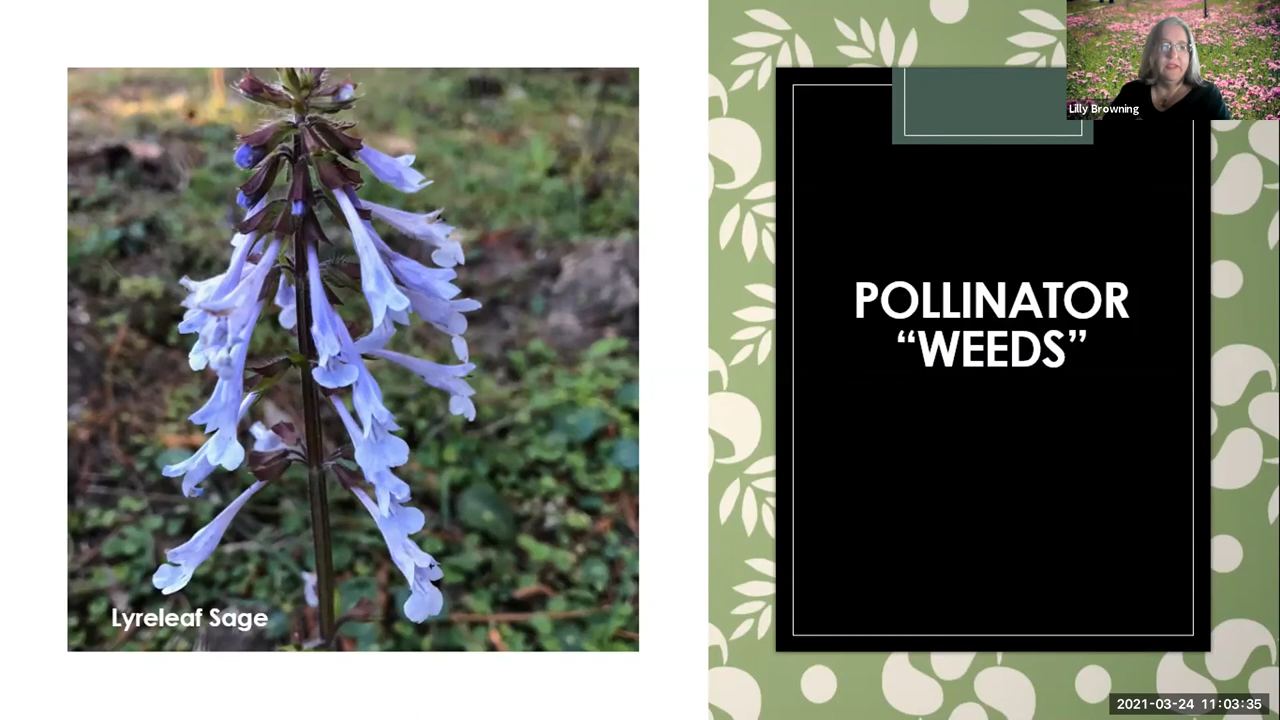 Lilly Browning
POLLINATOR
“WEEDS”
Lyreleaf Sage
2021-03-24 11:03:35